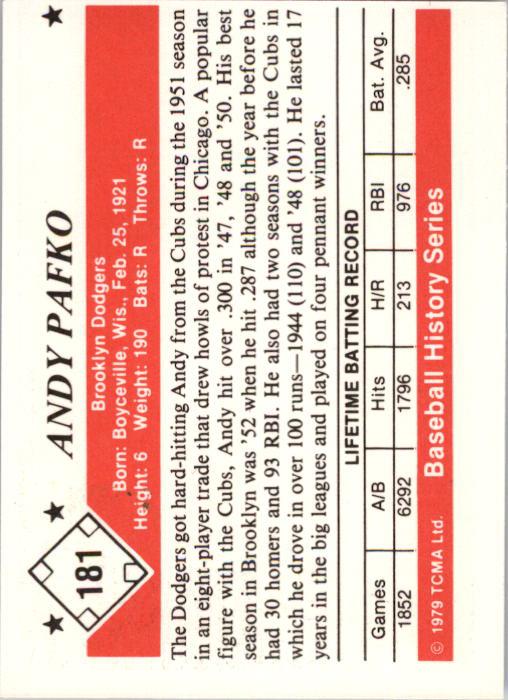 181
ANDY PAFKO
Brooklyn Dodgers
Born: Boyceville, Wis., Feb. 25, 1921
Height: 6 Weight: 190 Bats: R Throws: R
The Dodgers got hard-hitting Andy from the Cubs during the 1951 season
in an eight-player trade that drew howls of protest in Chicago. A popular
figure with the Cubs, Andy hit over .300 in '47, '48 and '50. His best
season in Brooklyn was '52 when he hit .287 although the year before he
had 30 homers and 93 RBI. He also had two seasons with the Cubs in
which he drove in over 100 runs—1944 (110) and '48 (101). He lasted 17
years in the big leagues and played on four pennant winners.
LIFETIME BATTING RECORD
Games A/B Hits H/R RBI Bat. Avg.
1852 6292 1796 213 976 .285
© 1979 TCMA Ltd. Baseball History Series